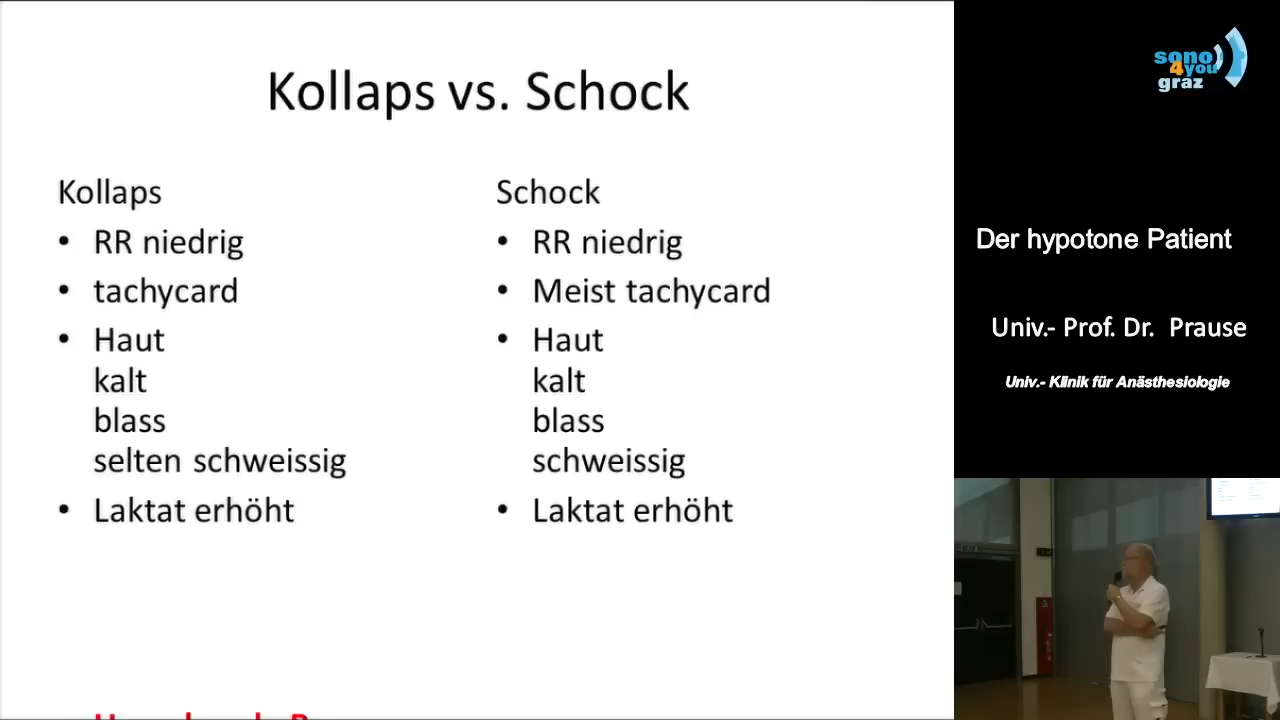 Kollaps vs. Schock
Kollaps
• RR niedrig
• tachycard
• Haut
kalt
blass
selten schweissig
• Laktat erhöht
Schock
• RR niedrig
• Meist tachycard
• Haut
kalt
blass
schweissig
• Laktat erhöht
sono
4you
graz
Der hypotone Patient
Univ.- Prof. Dr. Prause
Univ.- Klinik für Anästhesiologie